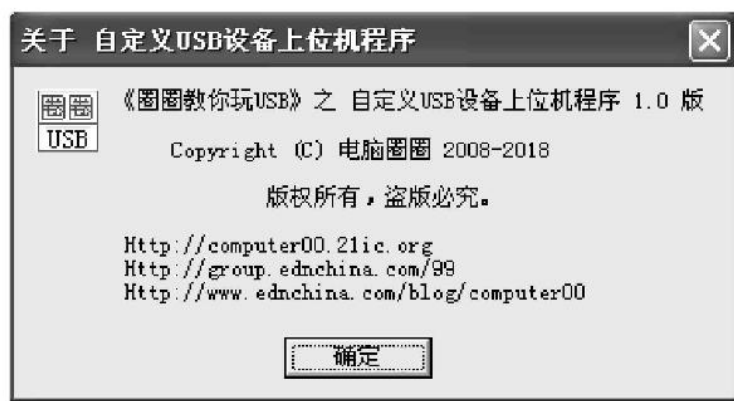 关于 自定义USB设备上位机程序
圈圈
USB
《圈圈教你玩USB》之 自定义USB设备上位机程序 1.0 版
Copyright (C) 电脑圈圈 2008-2018
版权所有，盗版必究。
Http://computer00.21ic.org
Http://group.ednchina.com/99
Http://www.ednchina.com/blog/computer00
确定